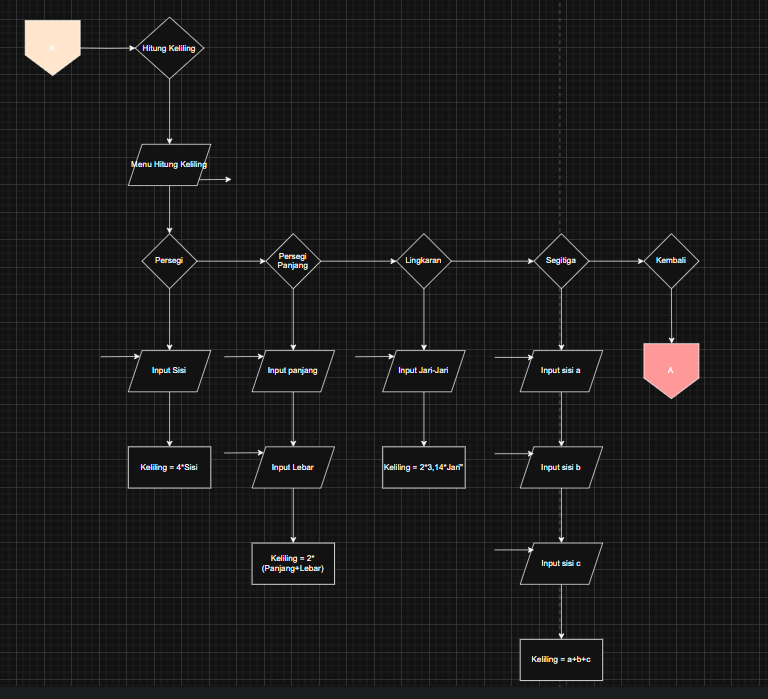 Hitung Keliling
Menu Hitung Keliling
Persegi
Persegi
Panjang
Lingkaran
Segitiga
Kembali
Input Sisi
Input panjang
Input Jari-Jari
Input sisi a
A
Keliling = 4*Sisi
Input Lebar
Keliling = 2*3,14*Jari"
Input sisi b
Keliling = 2*
(Panjang+Lebar)
Input sisi c
Keliling = a+b+c